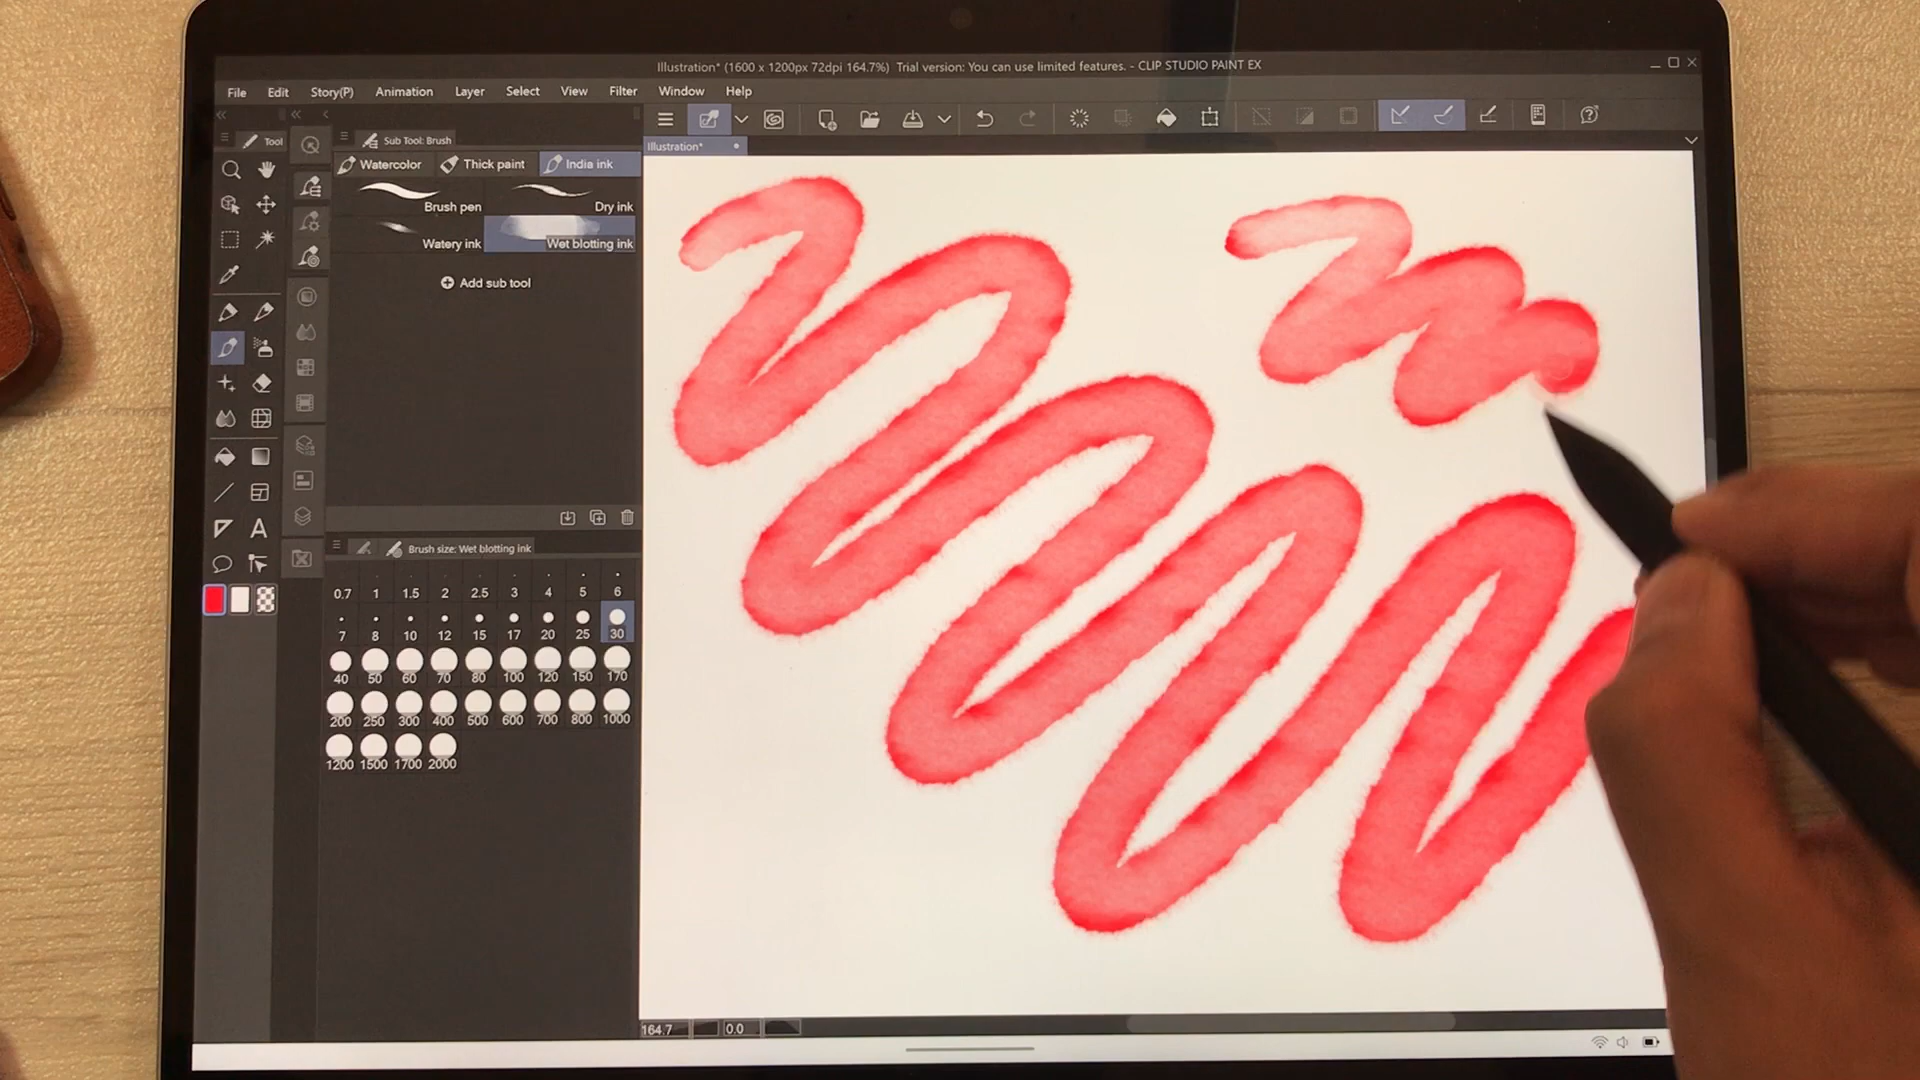 Illustration* (1600 x 1200px 72dpi 164.7%) Trial version: You can use limited features. - CLIP STUDIO PAINT EX
File Edit Story(P) Animation Layer Select View Filter Window Help
Tool
Sub Tool: Brush
Illustration*
Watercolor Thick paint India ink
Brush pen Dry ink
Watery ink Wet blotting ink
Add sub tool
Brush size: Wet blotting ink
0.7 1 1.5 2 2.5 3 4 5 6
7 8 10 12 15 17 20 25 30
40 50 60 70 80 100 120 150 170
200 250 300 400 500 600 700 800 1000
1200 1500 1700 2000
164.7 0.0